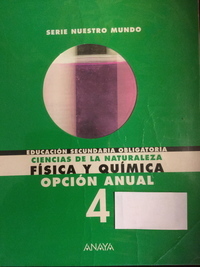 SERIE NUESTRO MUNDO
EDUCACIÓN SECUNDARIA OBLIGATORIA
CIENCIAS DE LA NATURALEZA
FÍSICA Y QUÍMICA
OPCIÓN ANUAL
4
ANAYA